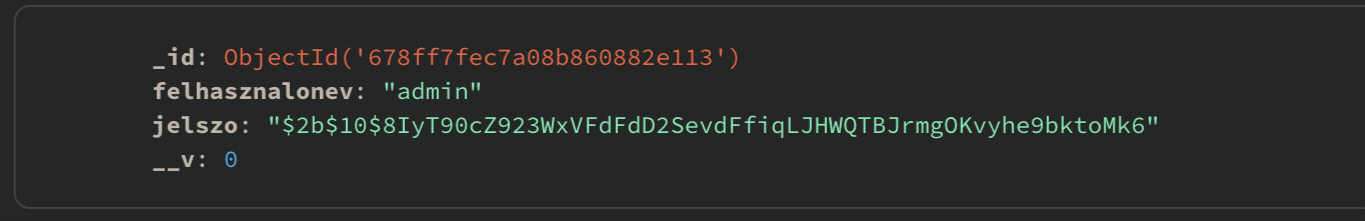 _id: ObjectId('678ff7fec7a08b860882e113')
felhasznalonev: "admin"
jelszo: "$2b$10$8IyT90cZ923WxVFdFdD2SevdFfiqLJHWQTBJrmgOKvyhe9bktoMk6"
__v: 0